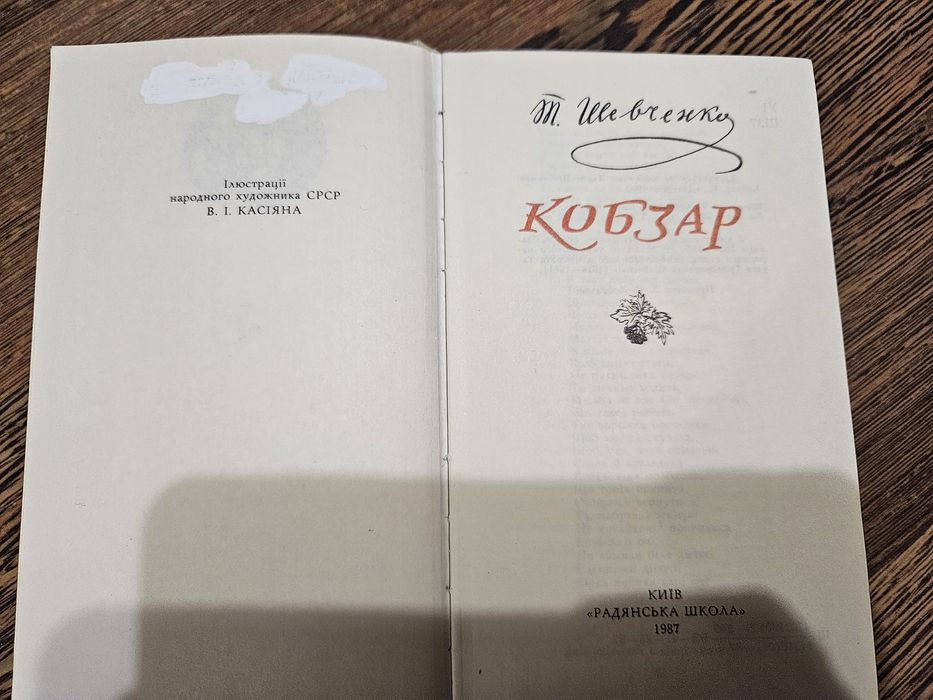 Ілюстрації
народного художника СРСР
В. І. КАСІЯНА
Т. Шевченко
КОБЗАР
КИЇВ
«РАДЯНСЬКА ШКОЛА»
1987